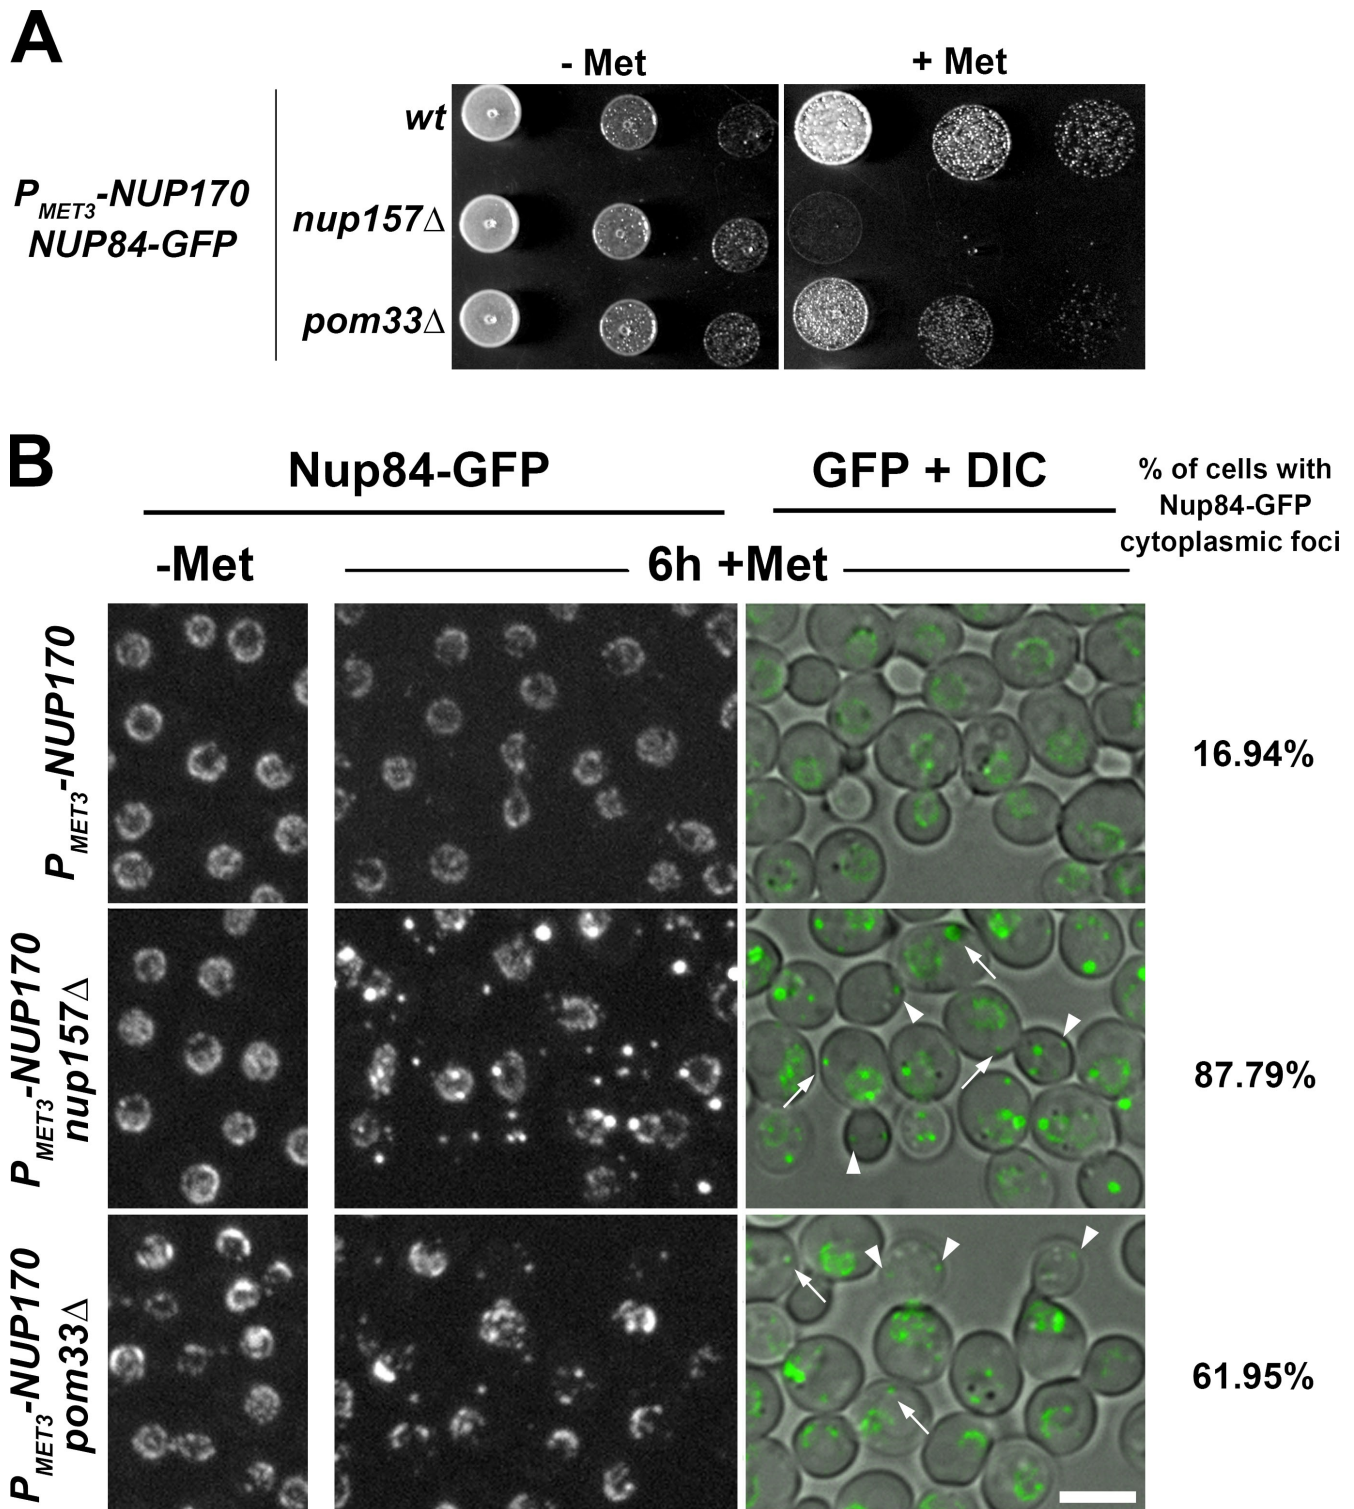 A
- Met
+ Met
wt
PMET3-NUP170
NUP84-GFP
nup157Δ
pom33Δ
B
Nup84-GFP
GFP + DIC
% of cells with
Nup84-GFP
cytoplasmic foci
-Met
6h +Met
PMET3-NUP170
16.94%
PMET3-NUP170
nup157Δ
87.79%
PMET3-NUP170
pom33Δ
61.95%